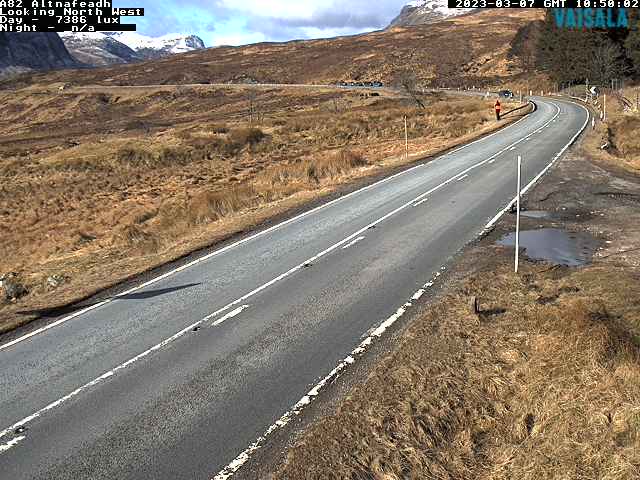 A82 Altnafeadh
2023-03-07 GMT 10:50:02
Looking North West
Day - 7386 lux
VAISALA
Night - n/a